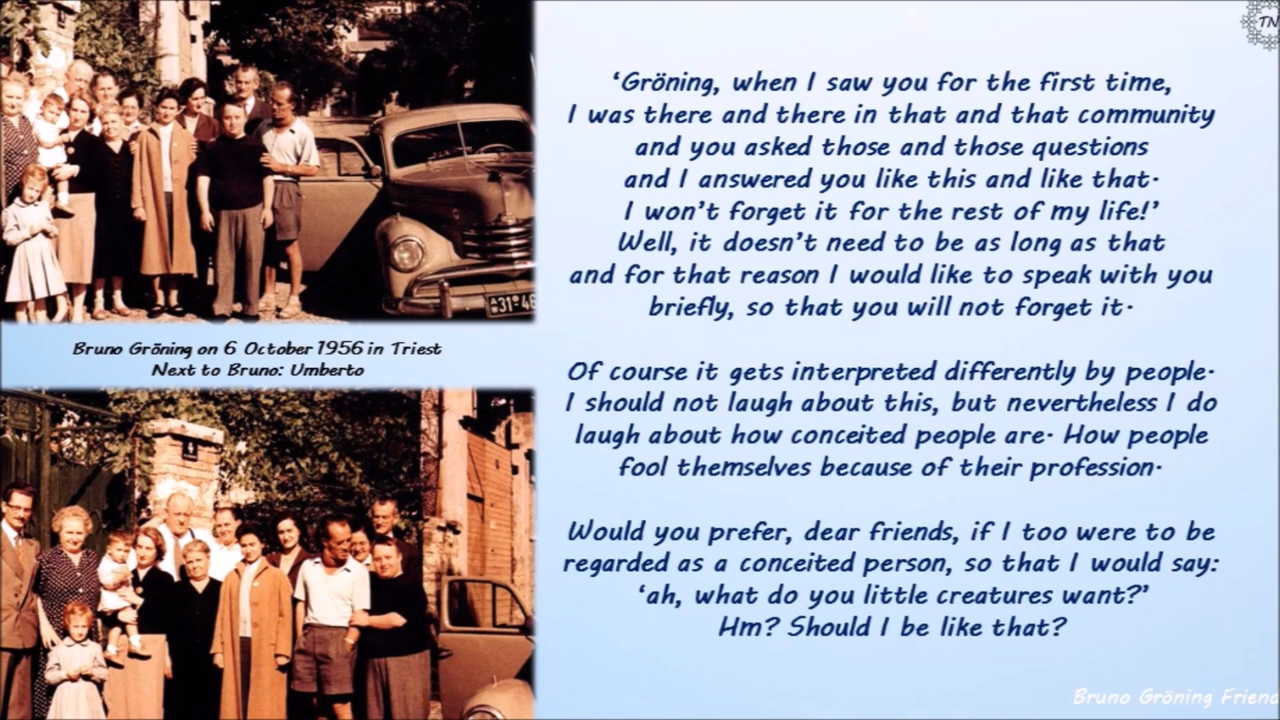 TN
‘Gröning, when I saw you for the first time,
I was there and there in that and that community
and you asked those and those questions
and I answered you like this and like that.
I won’t forget it for the rest of my life!’
Well, it doesn’t need to be as long as that
and for that reason I would like to speak with you
briefly, so that you will not forget it.
Of course it gets interpreted differently by people.
I should not laugh about this, but nevertheless I do
laugh about how conceited people are. How people
fool themselves because of their profession.
Would you prefer, dear friends, if I too were to be
regarded as a conceited person, so that I would say:
‘ah, what do you little creatures want?’
Hm? Should I be like that?
Bruno Gröning on 6 October 1956 in Triest
Next to Bruno: Umberto
Bruno Gröning Friend